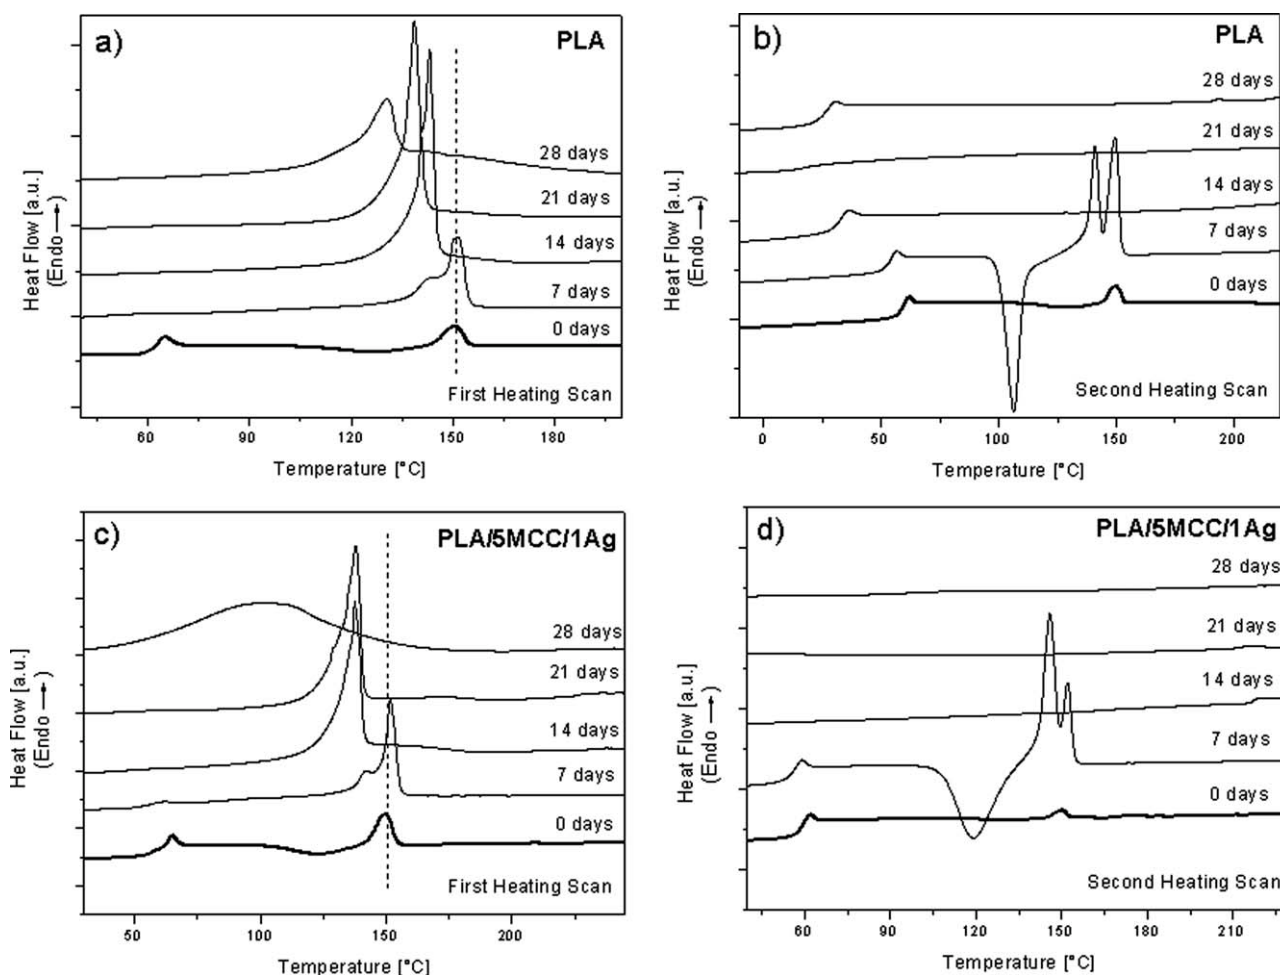 a)
PLA
28 days
21 days
14 days
7 days
0 days
First Heating Scan
Heat Flow [a.u.]
(Endo →)
60 90 120 150 180
Temperature [°C]
b)
PLA
28 days
21 days
14 days
7 days
0 days
Second Heating Scan
Heat Flow [a.u.]
(Endo →)
0 50 100 150 200
Temperature [°C]
c)
PLA/5MCC/1Ag
28 days
21 days
14 days
7 days
0 days
First Heating Scan
Heat Flow [a.u.]
(Endo →)
50 100 150 200
Temperature [°C]
d)
PLA/5MCC/1Ag
28 days
21 days
14 days
7 days
0 days
Second Heating Scan
Heat Flow [a.u.]
(Endo →)
60 90 120 150 180 210
Temperature [°C]